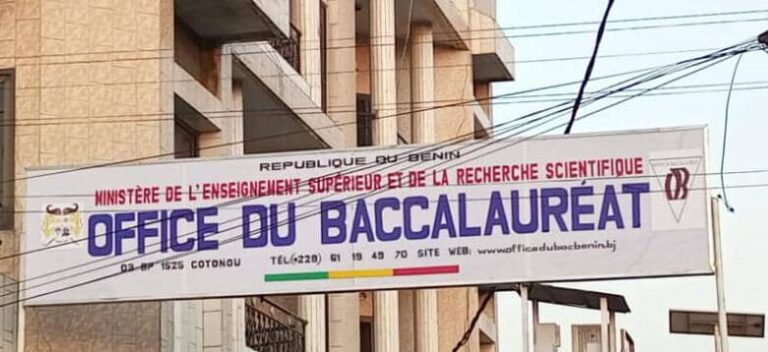 REPUBLIQUE DU BENIN
MINISTÈRE DE L'ENSEIGNEMENT SUPÉRIEUR ET DE LA RECHERCHE SCIENTIFIQUE
OFFICE DU BACCALAURÉAT
03 BP 1525 COTONOU TÉL(+229) 61 19 49 70 SITE WEB: www.officedubacbenin.bj